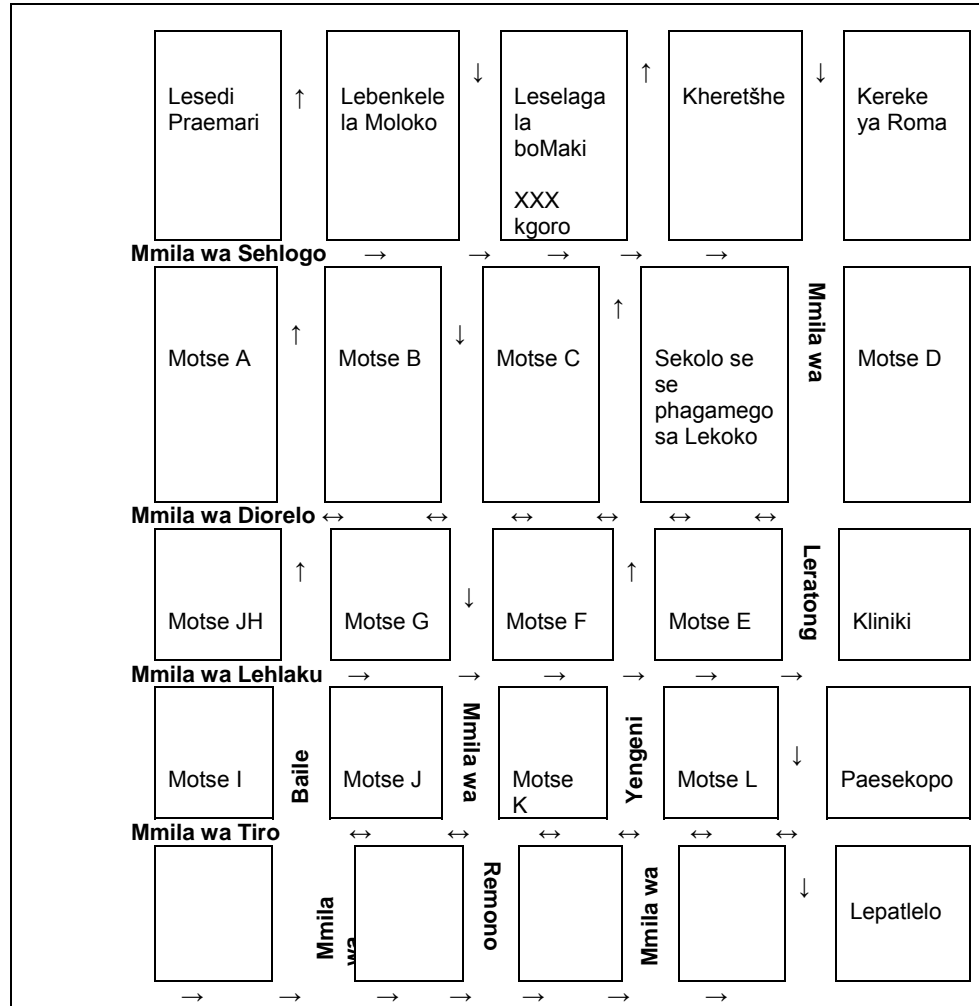 Lesedi
Praemari
↑
Lebenkele
la Moloko
↓
Leselaga
la
boMaki
XXX
kgoro
↑
Kheretšhe
↓
Kereke
ya Roma
Mmila wa Sehlogo → → → → →
Motse A
↑
Motse B
↓
Motse C
↑
Sekolo se
se
phagamego
sa Lekoko
Mmila wa
Motse D
Mmila wa Diorelo ↔ ↔ ↔ ↔ ↔ ↔
Motse JH
↑
Motse G
↓
Motse F
↑
Motse E
Leratong
Kliniki
Mmila wa Lehlaku → → → → → →
Motse I
Baile
Motse J
Mmila wa
Motse
K
Yengeni
Motse L
↓
Paesekopo
Mmila wa Tiro ↔ ↔ ↔ ↔ ↔ ↔
Mmila
wa
Remono
Mmila wa
↓
Lepatlelo
→ → → → → → →